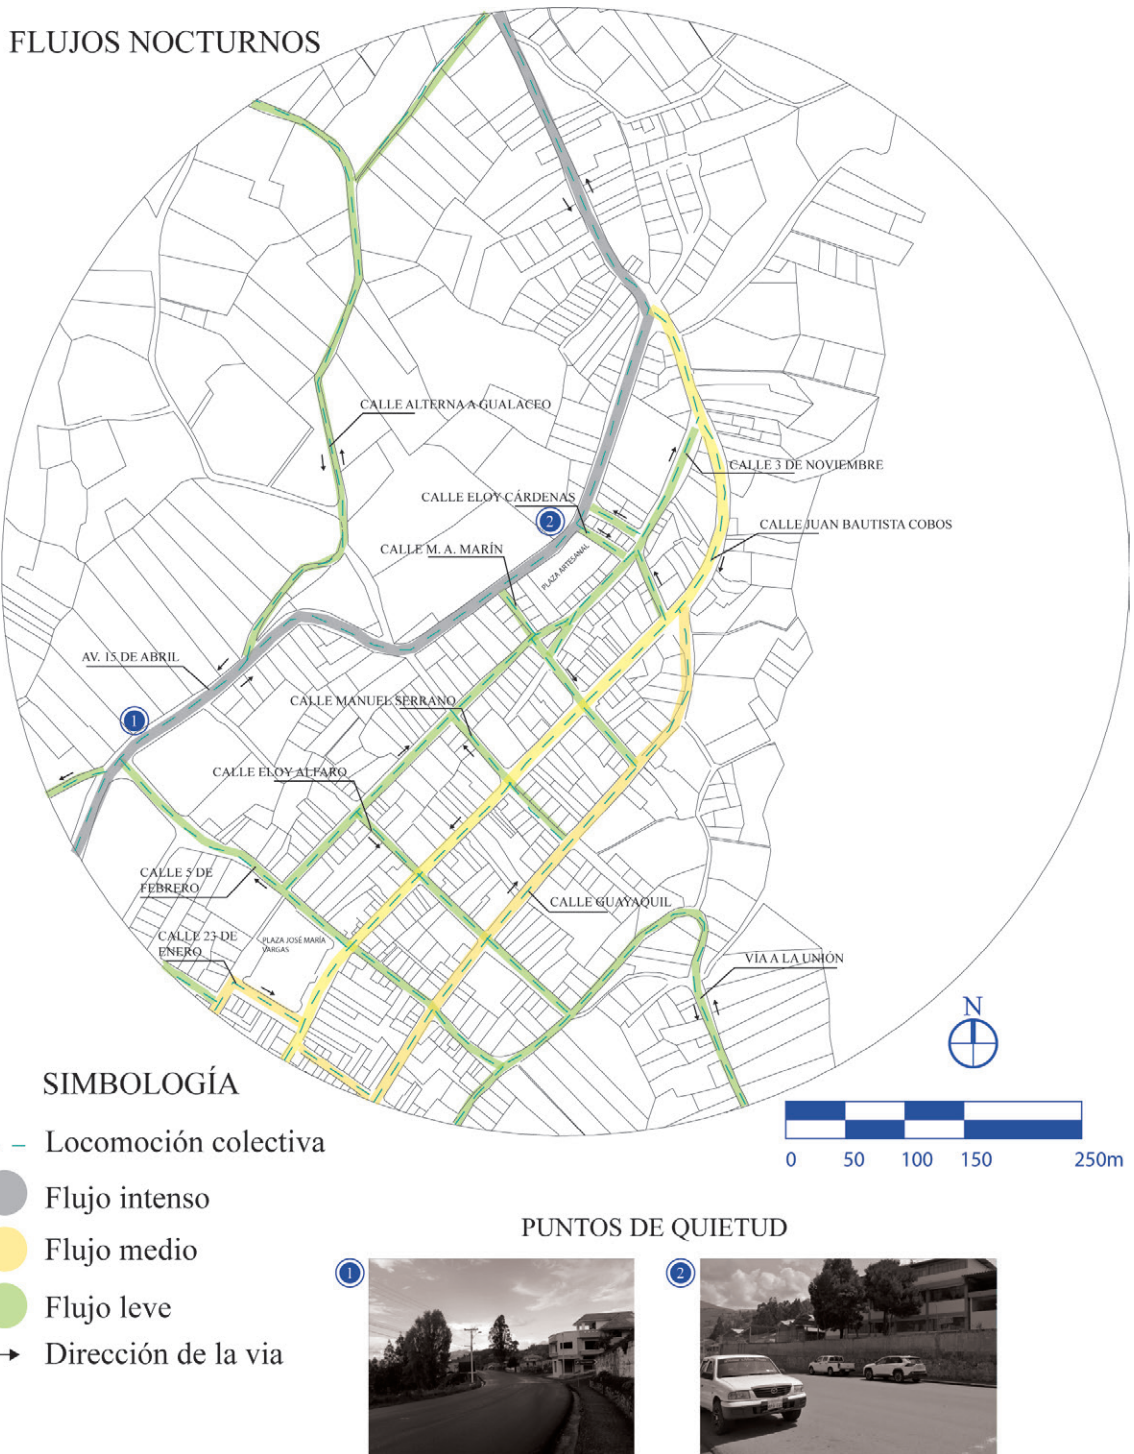 FLUJOS NOCTURNOS
CALLE ALTERNA A GUALACEO
CALLE 3 DE NOVIEMBRE
CALLE ELOY CÁRDENAS
2
CALLE JUAN BAUTISTA COBOS
CALLE M. A. MARÍN
PLAZA ARTESANAL
AV. 15 DE ABRIL
CALLE MANUEL SERRANO
1
CALLE ELOY ALFARO
CALLE 5 DE
FEBRERO
CALLE GUAYAQUIL
CALLE 23 DE
ENERO
PLAZA JOSÉ MARÍA
VARGAS
VÍA A LA UNIÓN
N
SIMBOLOGÍA
Locomoción colectiva
Flujo intenso
Flujo medio
Flujo leve
Dirección de la via
0 50 100 150 250m
PUNTOS DE QUIETUD
1
2